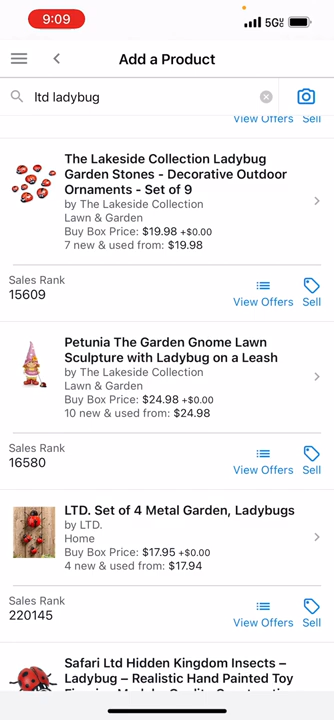 9:09
5G
Add a Product
ltd ladybug
View Offers
Sell
The Lakeside Collection Ladybug
Garden Stones - Decorative Outdoor
Ornaments - Set of 9
by The Lakeside Collection
Lawn & Garden
Buy Box Price: $19.98 +$0.00
7 new & used from: $19.98
Sales Rank
15609
View Offers
Sell
Petunia The Garden Gnome Lawn
Sculpture with Ladybug on a Leash
by The Lakeside Collection
Lawn & Garden
Buy Box Price: $24.98 +$0.00
10 new & used from: $24.98
Sales Rank
16580
View Offers
Sell
LTD. Set of 4 Metal Garden, Ladybugs
by LTD.
Home
Buy Box Price: $17.95 +$0.00
4 new & used from: $17.94
Sales Rank
220145
View Offers
Sell
Safari Ltd Hidden Kingdom Insects –
Ladybug – Realistic Hand Painted Toy